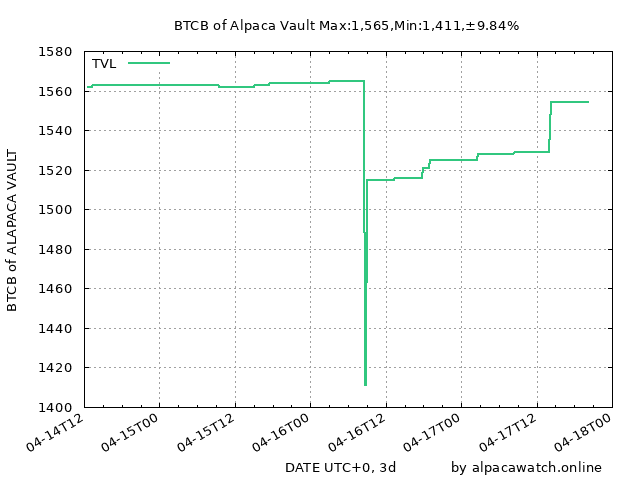 BTCB of Alpaca Vault Max:1,565,Min:1,411,±9.84%
TVL
1580
1560
1540
1520
1500
1480
1460
1440
1420
1400
BTCB of ALAPACA VAULT
04-14T12
04-15T00
04-15T12
04-16T00
04-16T12
04-17T00
04-17T12
04-18T00
DATE UTC+0, 3d
by alpacawatch.online